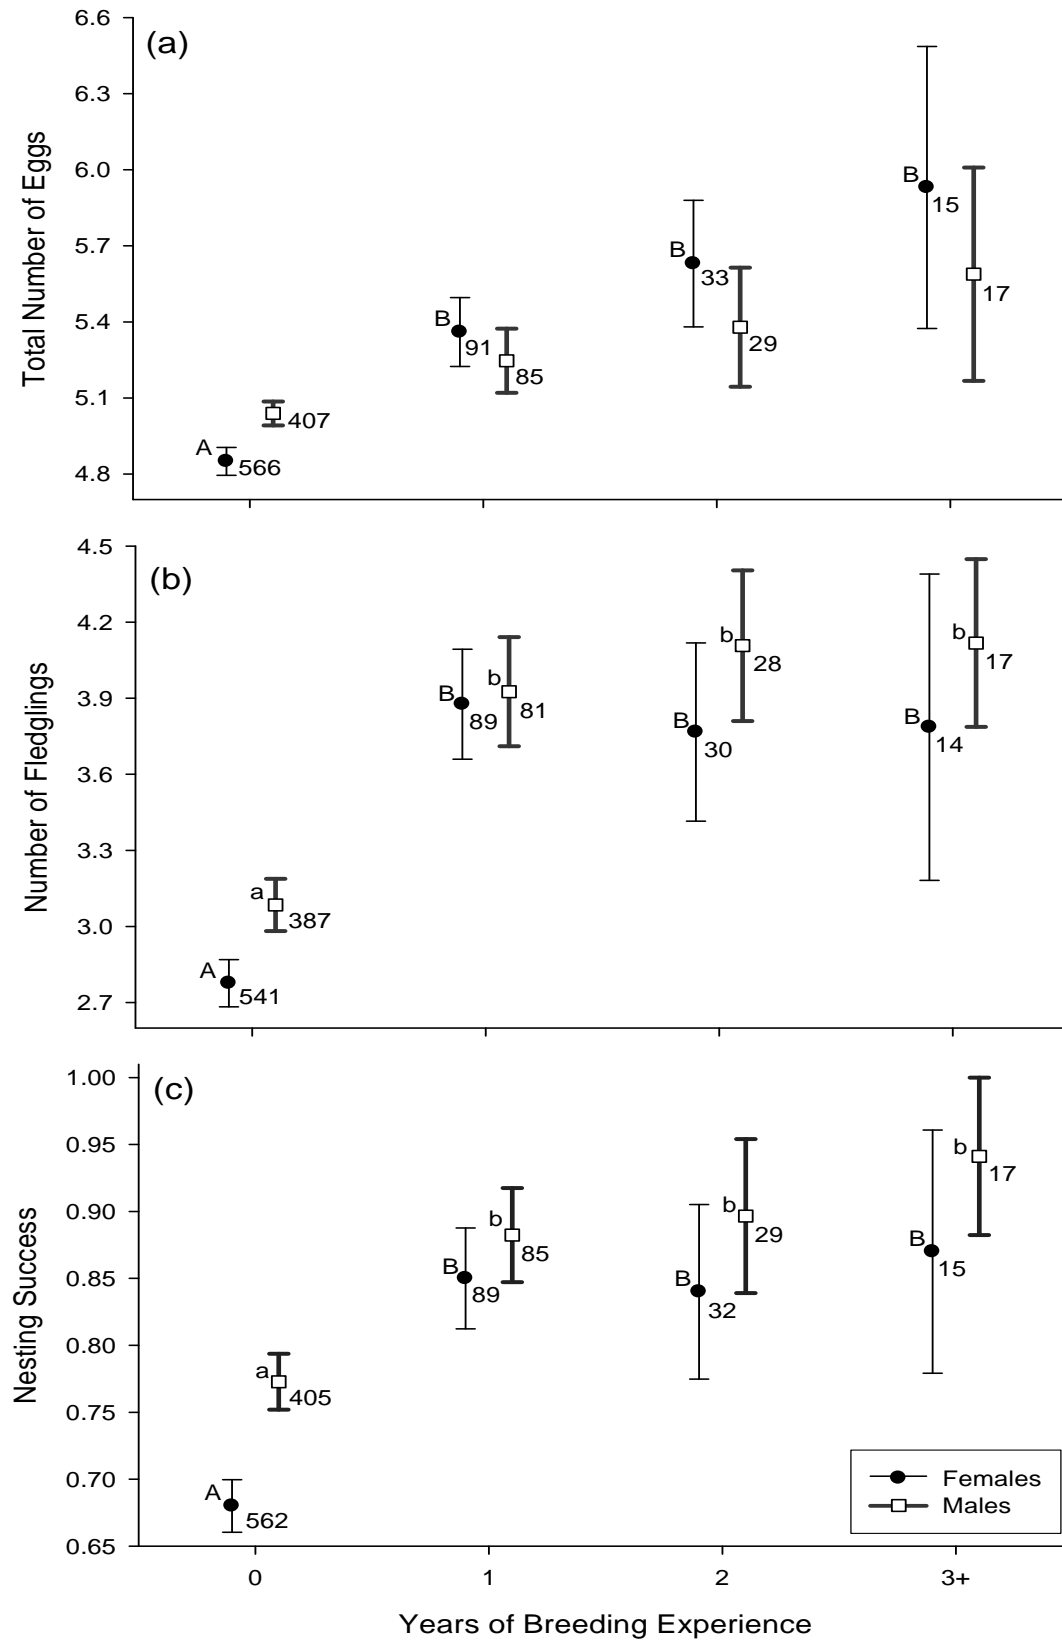 (a)
Total Number of Eggs
6.6
6.3
6.0
5.7
5.4
5.1
4.8
A
566
407
B
91
85
B
33
29
B
15
17
(b)
Number of Fledglings
4.5
4.2
3.9
3.6
3.3
3.0
2.7
A
541
a
387
B
89
b
81
B
30
b
28
B
14
b
17
(c)
Nesting Success
1.00
0.95
0.90
0.85
0.80
0.75
0.70
0.65
A
562
a
405
B
89
b
85
B
32
b
29
B
15
b
17
Females
Males
0 1 2 3+
Years of Breeding Experience